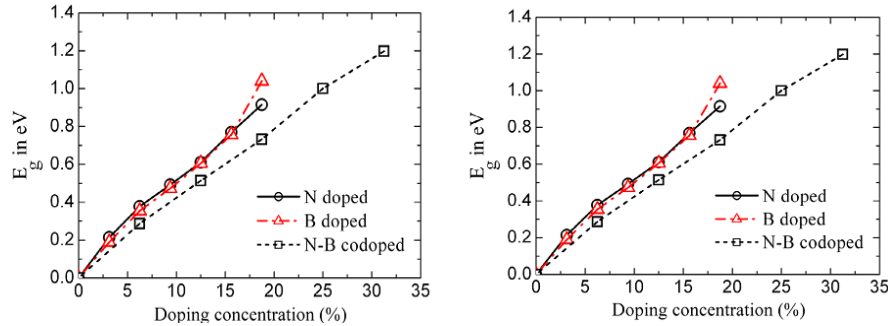 1.4
1.2
1.0
0.8
0.6
0.4
0.2
0.0
E_g in eV
N doped
B doped
N-B codoped
0 5 10 15 20 25 30 35
Doping concentration (%)
1.4
1.2
1.0
0.8
0.6
0.4
0.2
0.0
E_g in eV
N doped
B doped
N-B codoped
0 5 10 15 20 25 30 35
Doping concentration (%)